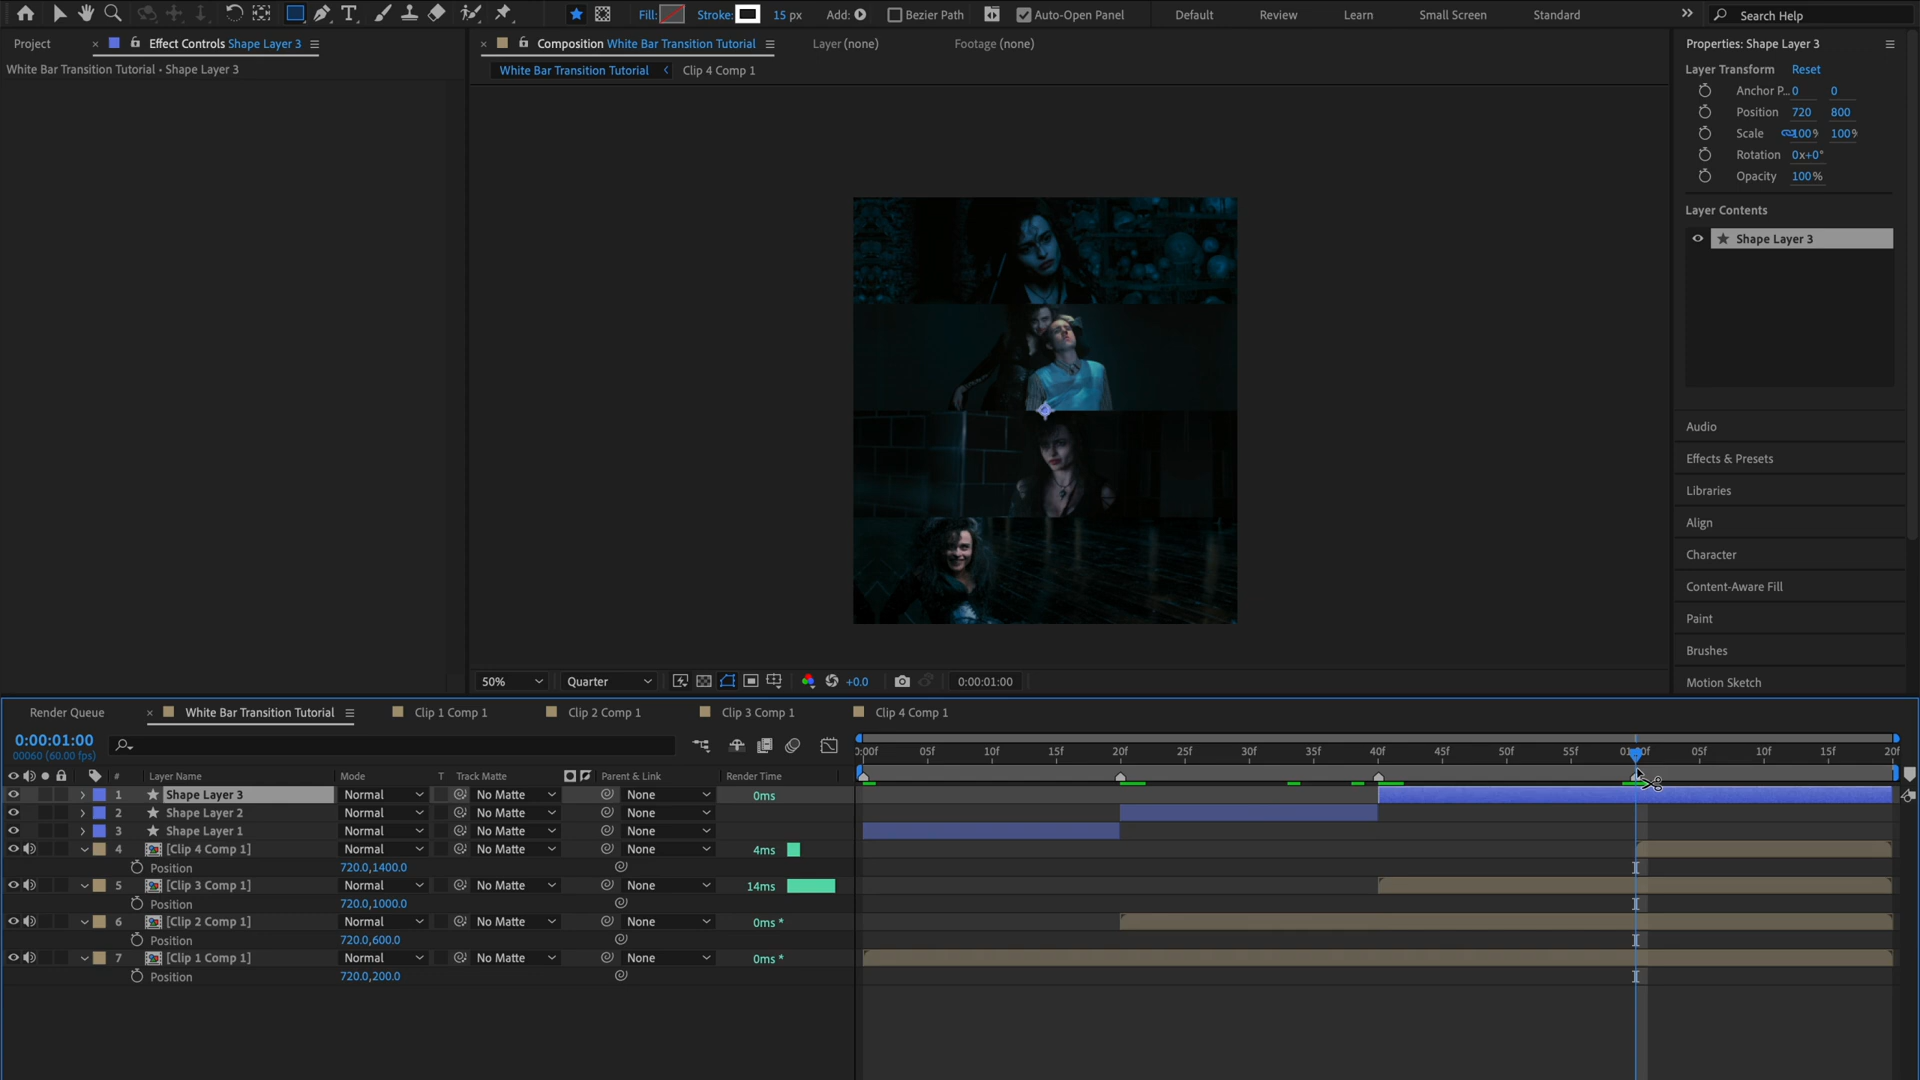 Fill: Stroke: 15 px Add: Bezier Path Auto-Open Panel Default Review Learn Small Screen Standard Search Help
Project Effect Controls Shape Layer 3
White Bar Transition Tutorial • Shape Layer 3
Composition White Bar Transition Tutorial Layer (none) Footage (none)
White Bar Transition Tutorial Clip 4 Comp 1
Properties: Shape Layer 3
Layer Transform Reset
Anchor P... 0 0
Position 720 800
Scale 100% 100%
Rotation 0x+0°
Opacity 100%
Layer Contents
Shape Layer 3
Audio
Effects & Presets
Libraries
Align
Character
Content-Aware Fill
Paint
Brushes
Motion Sketch
50% Quarter +0.0 0:00:01:00
Render Queue White Bar Transition Tutorial Clip 1 Comp 1 Clip 2 Comp 1 Clip 3 Comp 1 Clip 4 Comp 1
0:00:01:00
00060 (60.00 fps)
0:00f 05f 10f 15f 20f 25f 30f 35f 40f 45f 50f 55f 01:00f 05f 10f 15f 20f
# Layer Name Mode T Track Matte Parent & Link Render Time
1 Shape Layer 3 Normal No Matte None 0ms
2 Shape Layer 2 Normal No Matte None
3 Shape Layer 1 Normal No Matte None
4 [Clip 4 Comp 1] Normal No Matte None 4ms
Position 720.0,1400.0
5 [Clip 3 Comp 1] Normal No Matte None 14ms
Position 720.0,1000.0
6 [Clip 2 Comp 1] Normal No Matte None 0ms *
Position 720.0,600.0
7 [Clip 1 Comp 1] Normal No Matte None 0ms *
Position 720.0,200.0